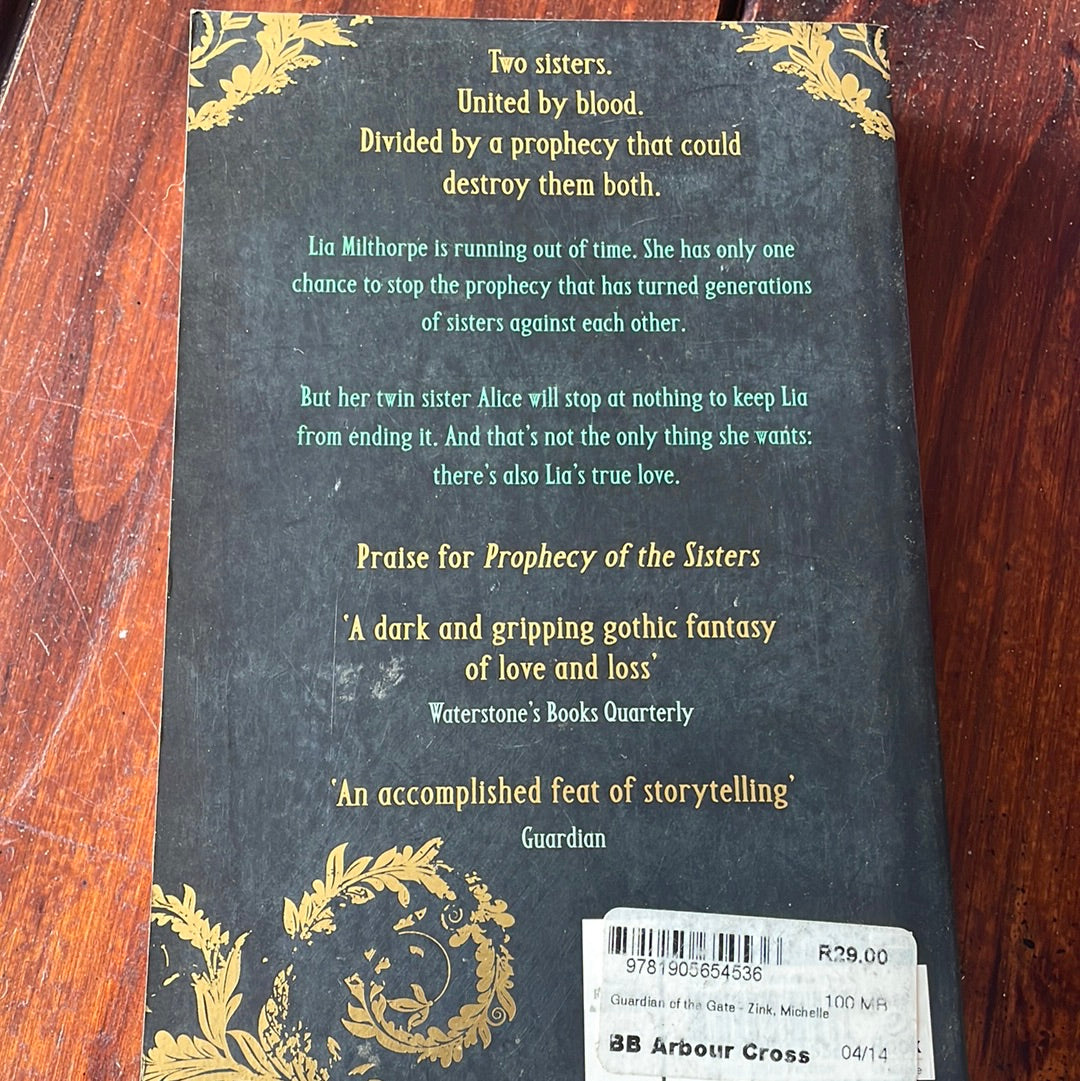 Two sisters.
United by blood.
Divided by a prophecy that could
destroy them both.
Lia Milthorpe is running out of time. She has only one
chance to stop the prophecy that has turned generations
of sisters against each other.
But her twin sister Alice will stop at nothing to keep Lia
from ending it. And that's not the only thing she wants:
there's also Lia's true love.
Praise for Prophecy of the Sisters
'A dark and gripping gothic fantasy
of love and loss'
Waterstone's Books Quarterly
'An accomplished feat of storytelling'
Guardian
R29.00
9781905654536
Guardian of the Gate - Zink, Michelle 100 MB
BB Arbour Cross 04/14